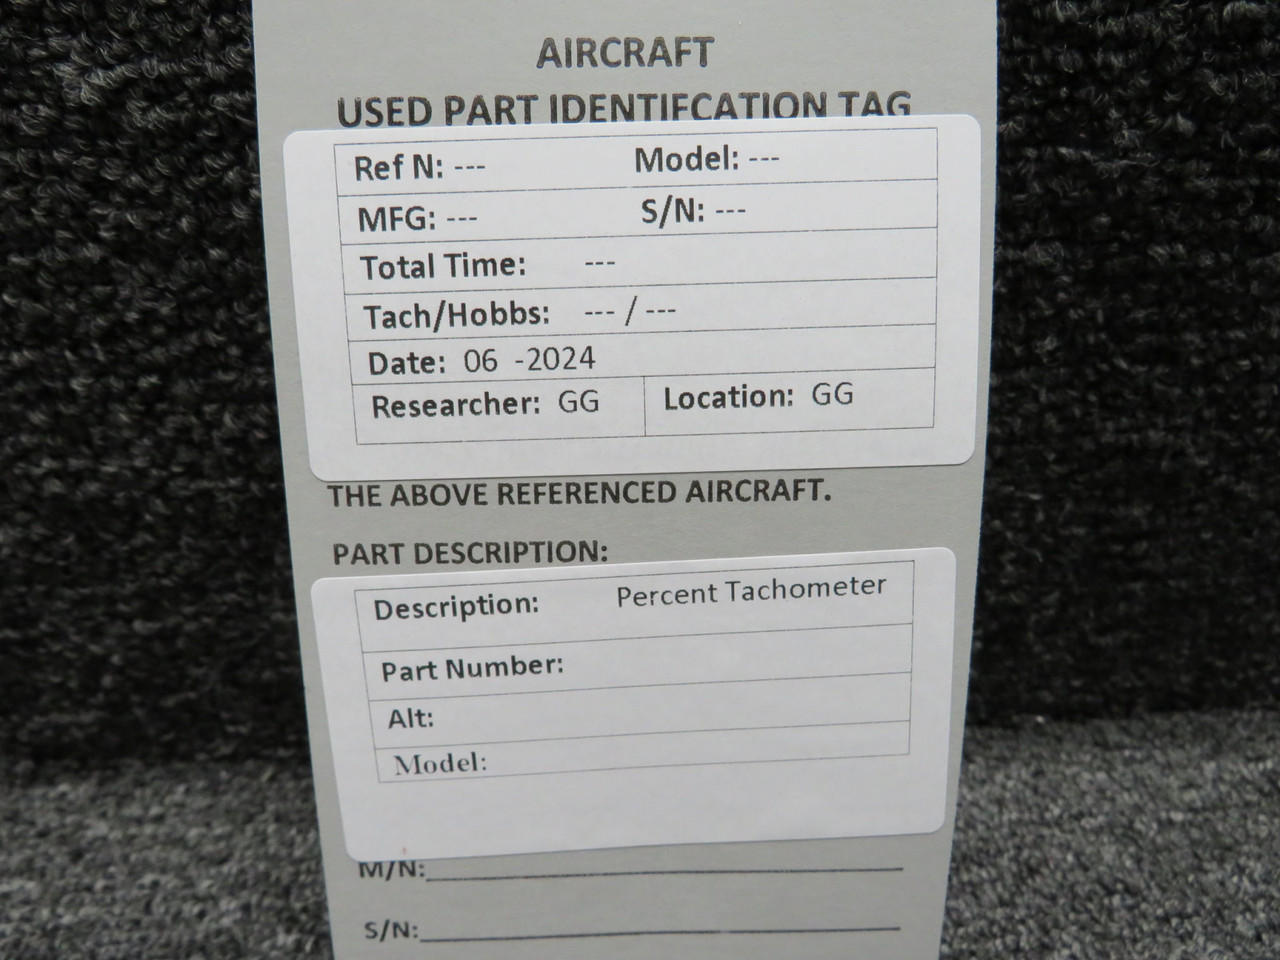 AIRCRAFT
USED PART IDENTIFCATION TAG
Ref N: --- Model: ---
MFG: --- S/N: ---
Total Time: ---
Tach/Hobbs: --- / ---
Date: 06 -2024
Researcher: GG Location: GG
THE ABOVE REFERENCED AIRCRAFT.
PART DESCRIPTION:
Description: Percent Tachometer
Part Number:
Alt:
Model:
M/N:
S/N: